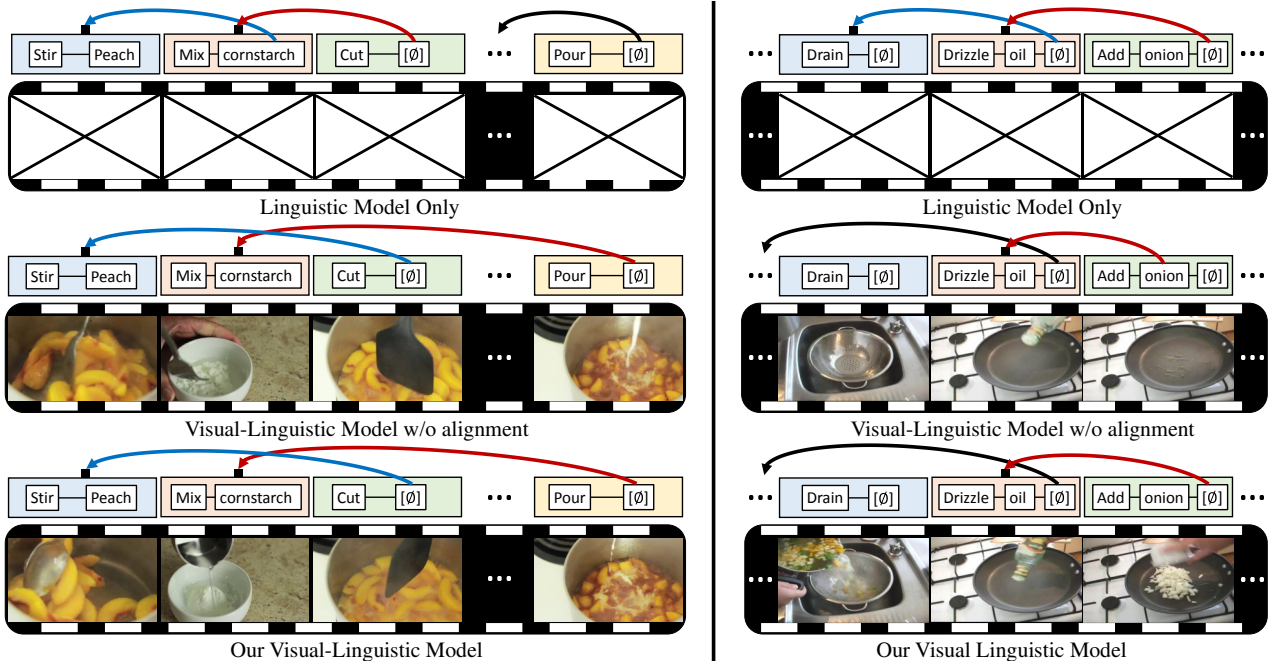 Stir Peach Mix cornstarch Cut [Ø] ... Pour [Ø]
...
Linguistic Model Only
Stir Peach Mix cornstarch Cut [Ø] ... Pour [Ø]
...
Visual-Linguistic Model w/o alignment
Stir Peach Mix cornstarch Cut [Ø] ... Pour [Ø]
...
Our Visual-Linguistic Model
... Drain [Ø] Drizzle oil [Ø] Add onion [Ø] ...
... ...
Linguistic Model Only
... Drain [Ø] Drizzle oil [Ø] Add onion [Ø] ...
... ...
Visual-Linguistic Model w/o alignment
... Drain [Ø] Drizzle oil [Ø] Add onion [Ø] ...
... ...
Our Visual Linguistic Model